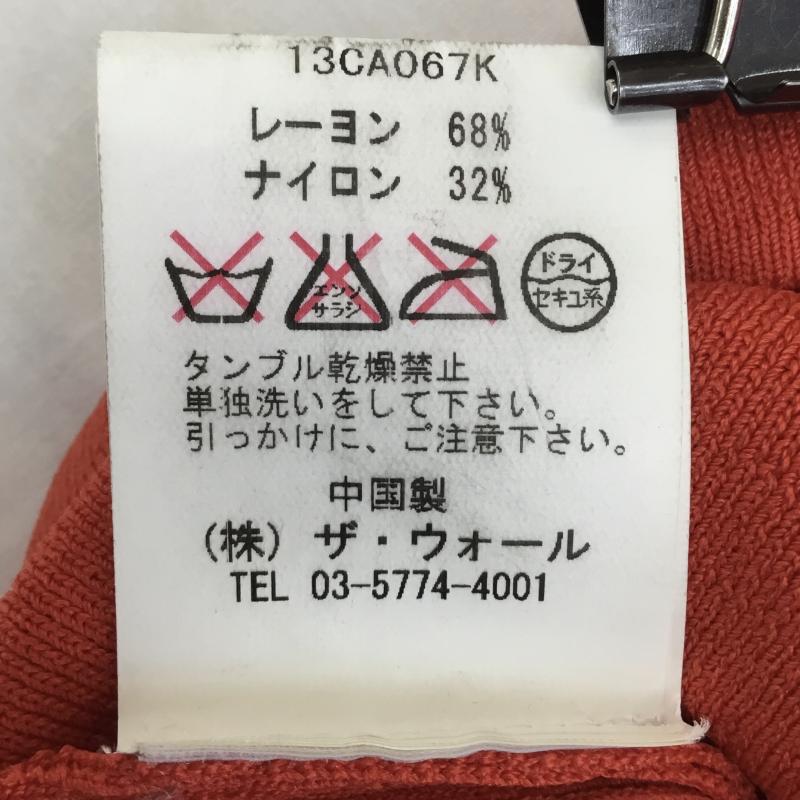 13CA067K
レーヨン 68%
ナイロン 32%
エンソ
サラシ
ドライ
セキユ系
タンブル乾燥禁止
単独洗いをして下さい。
引っかけに、ご注意下さい。
中国製
(株) ザ・ウォール
TEL 03-5774-4001